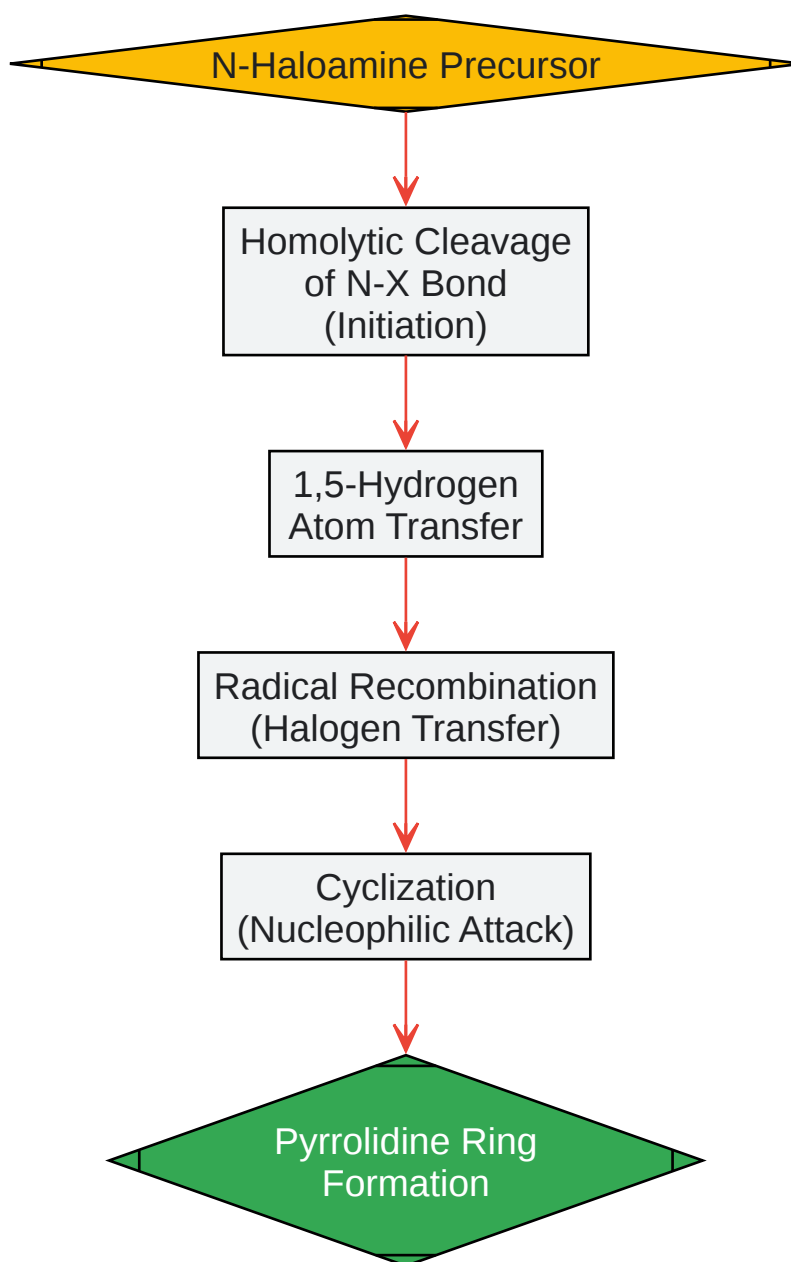 N-Haloamine Precursor
Homolytic Cleavage
of N-X Bond
(Initiation)
1,5-Hydrogen
Atom Transfer
Radical Recombination
(Halogen Transfer)
Cyclization
(Nucleophilic Attack)
Pyrrolidine Ring
Formation